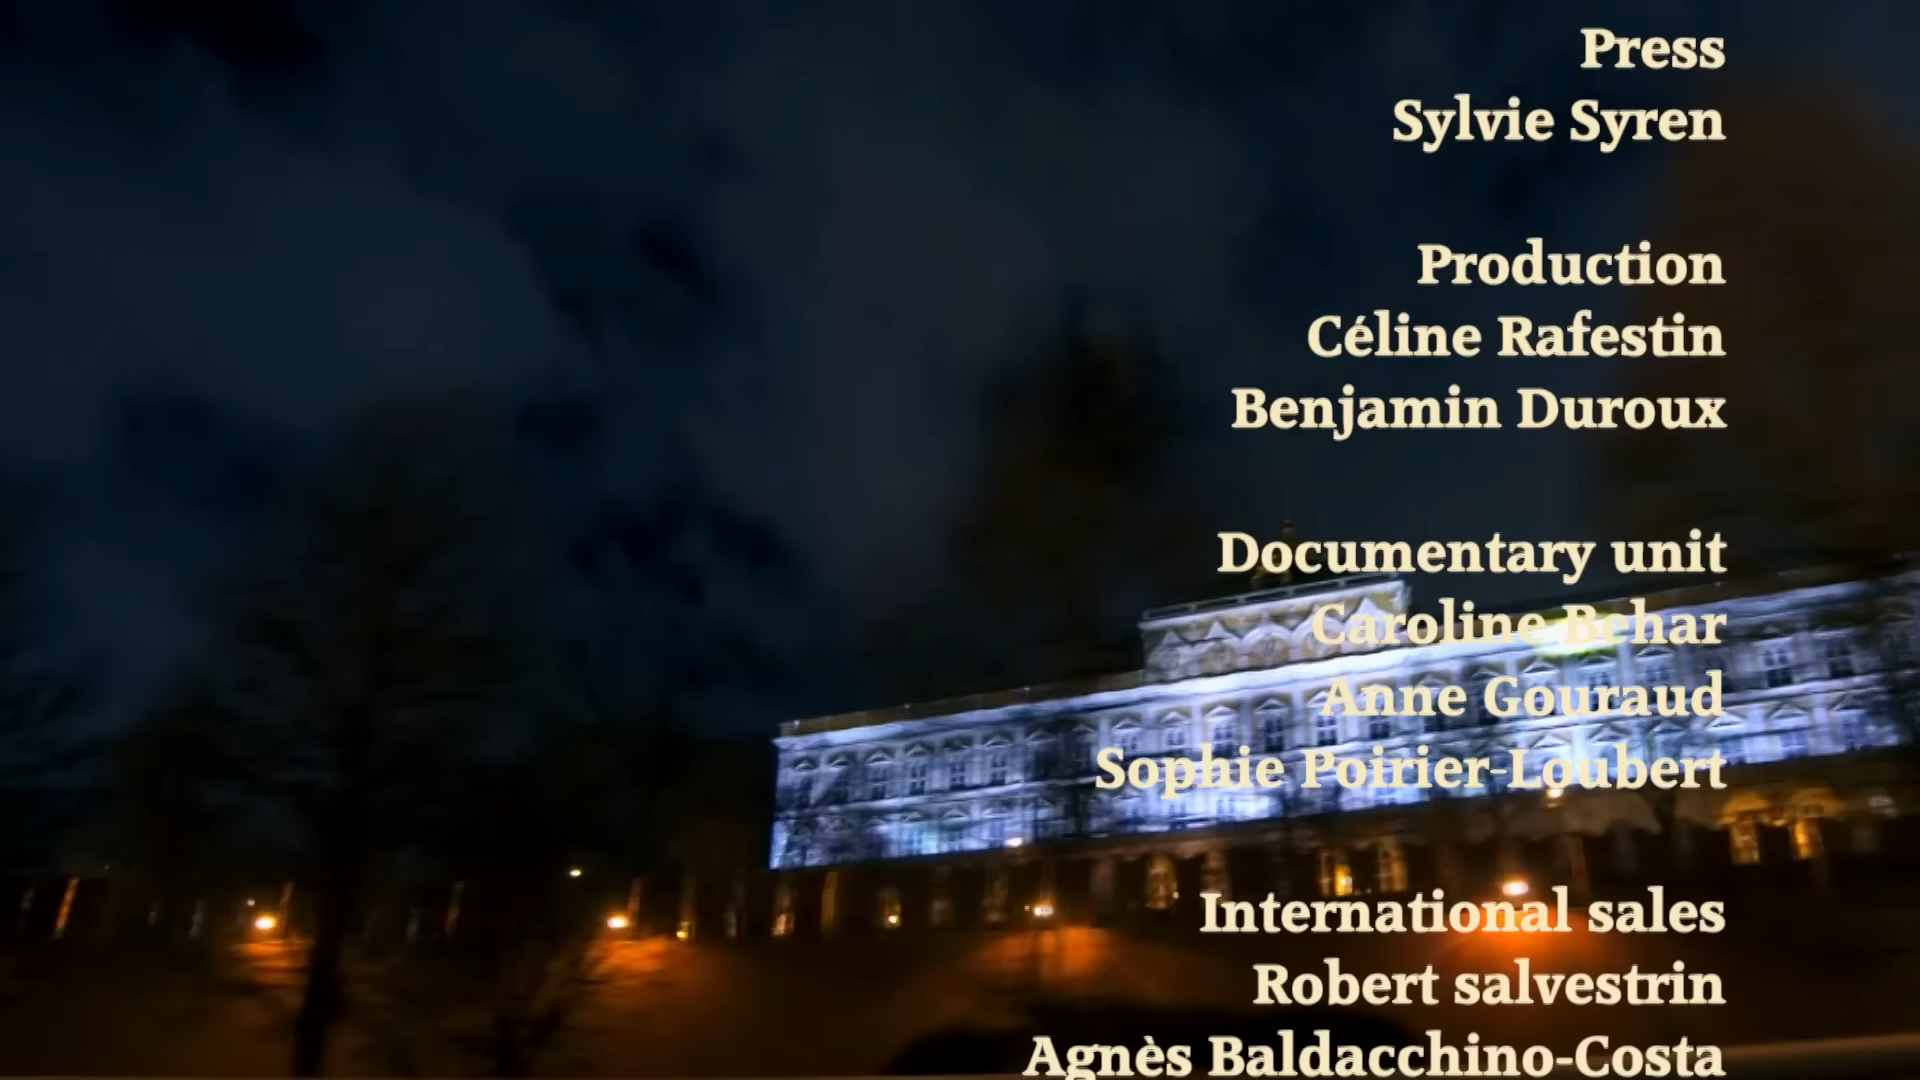 Press
Sylvie Syren
Production
Céline Rafestin
Benjamin Duroux
Documentary unit
Caroline Behar
Anne Gouraud
Sophie Poirier-Loubert
International sales
Robert salvestrin
Agnès Baldacchino-Costa